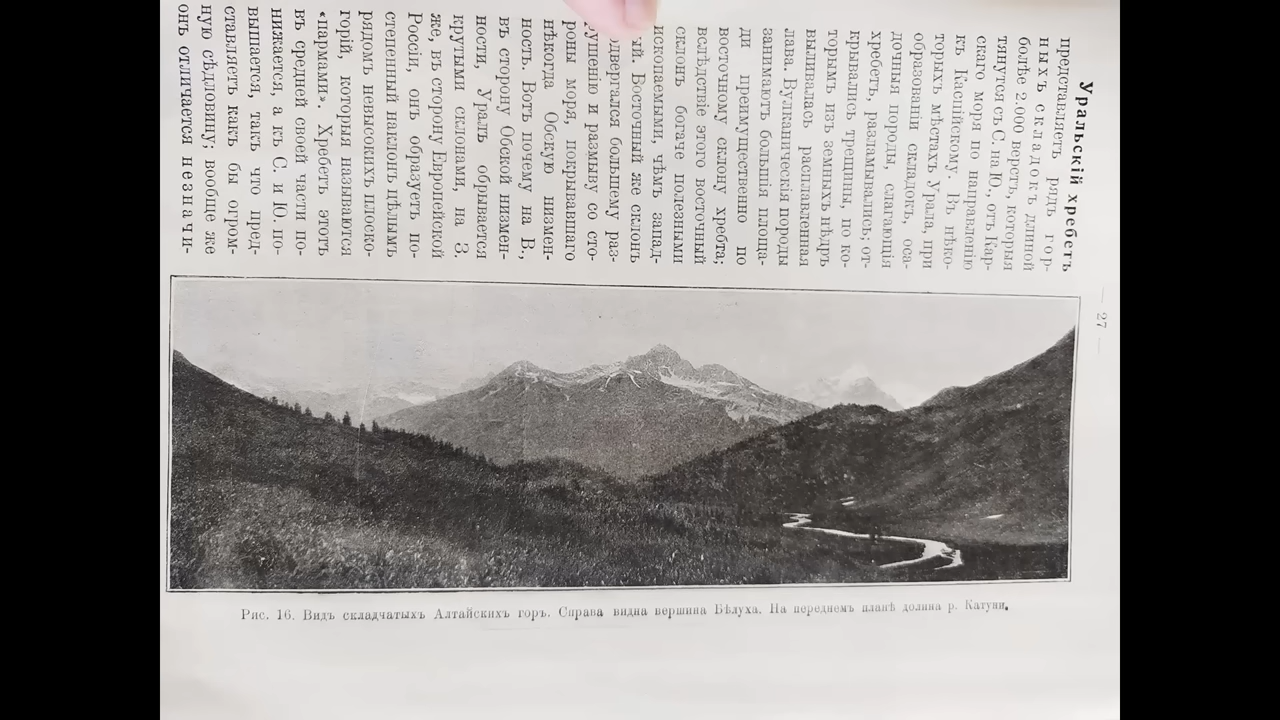 — 27 —
Уральскій хребетъ
представляетъ рядъ гор-
ныхъ складокъ длиной
болѣе 2.000 верстъ, которыя
тянутся съ С. на Ю., отъ Кар-
скаго моря по направленію
къ Каспійскому. Въ нѣко-
торыхъ мѣстахъ Урала, при
образованіи складокъ, оса-
дочныя породы, слагающія
хребетъ, разламывались; от-
крывались трещины, по ко-
торымъ изъ земныхъ нѣдръ
выливалась расплавленная
лава. Вулканическія породы
занимаютъ большія площа-
ди преимущественно по
восточному склону хребта;
вслѣдствіе этого восточный
склонъ богаче полезными
ископаемыми, чѣмъ запад-
Восточный же склонъ
большему раз-
и размыву со сто-
роны моря, покрывавшаго
нѣкогда Обскую низмен-
ность. Вотъ почему на В.,
въ сторону Обской низмен-
ности, Уралъ обрывается
крутыми склонами, на З.
же, въ сторону Европейской
Россіи, онъ образуетъ по-
степенный наклонъ цѣлымъ
рядомъ невысокихъ плоско-
горій, которыя называются
«пармами». Хребетъ этотъ
въ средней своей части по-
нижается, а къ С. и Ю. по-
вышается, такъ что пред-
ставляетъ какъ бы огром-
ную сѣдловину; вообще же
онъ отличается незначи-
Рис. 16. Видъ складчатыхъ Алтайскихъ горъ. Справа видна вершина Бѣлуха. На переднемъ планѣ долина р. Катуни.